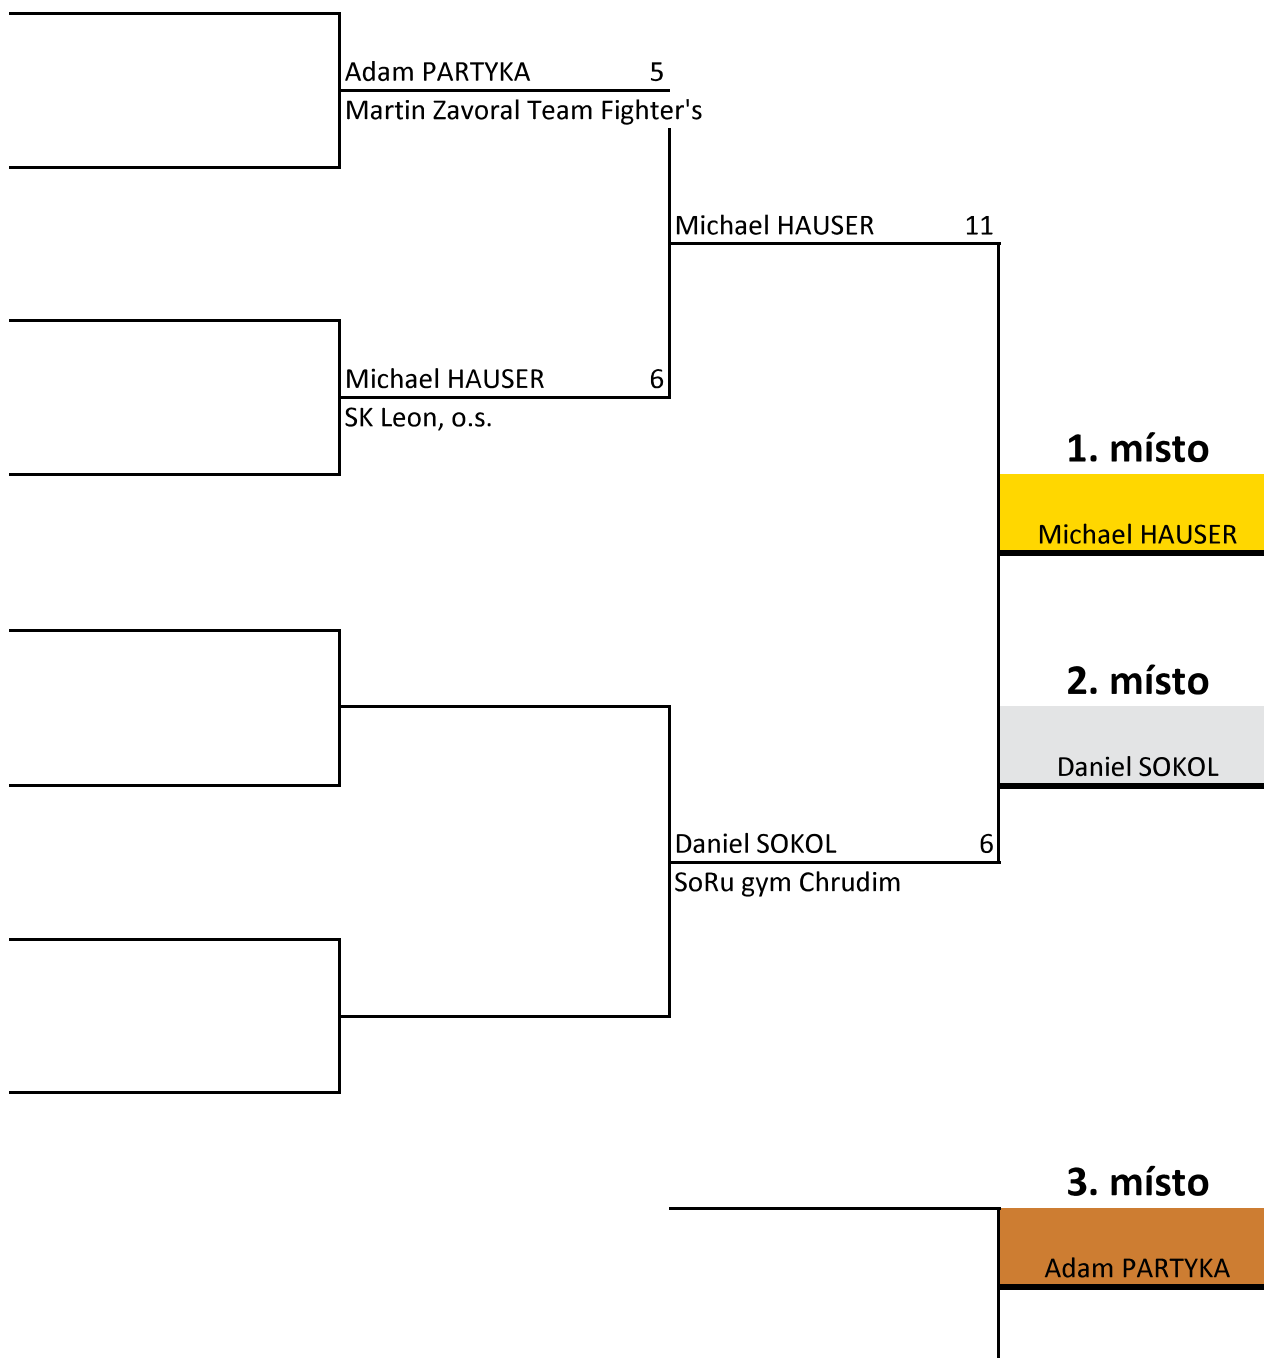 Adam PARTYKA 5
Martin Zavoral Team Fighter's
Michael HAUSER 11
Michael HAUSER 6
SK Leon, o.s.
1. místo
Michael HAUSER
2. místo
Daniel SOKOL
Daniel SOKOL 6
SoRu gym Chrudim
3. místo
Adam PARTYKA